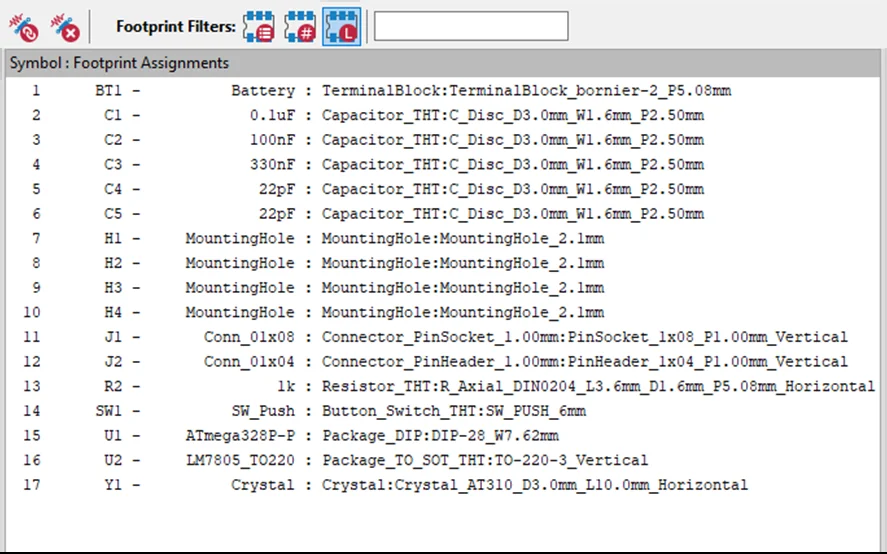 Footprint Filters: # L
Symbol : Footprint Assignments
1 BT1 - Battery : TerminalBlock:TerminalBlock_bornier-2_P5.08mm
2 C1 - 0.1uF : Capacitor_THT:C_Disc_D3.0mm_W1.6mm_P2.50mm
3 C2 - 100nF : Capacitor_THT:C_Disc_D3.0mm_W1.6mm_P2.50mm
4 C3 - 330nF : Capacitor_THT:C_Disc_D3.0mm_W1.6mm_P2.50mm
5 C4 - 22pF : Capacitor_THT:C_Disc_D3.0mm_W1.6mm_P2.50mm
6 C5 - 22pF : Capacitor_THT:C_Disc_D3.0mm_W1.6mm_P2.50mm
7 H1 - MountingHole : MountingHole:MountingHole_2.1mm
8 H2 - MountingHole : MountingHole:MountingHole_2.1mm
9 H3 - MountingHole : MountingHole:MountingHole_2.1mm
10 H4 - MountingHole : MountingHole:MountingHole_2.1mm
11 J1 - Conn_01x08 : Connector_PinSocket_1.00mm:PinSocket_1x08_P1.00mm_Vertical
12 J2 - Conn_01x04 : Connector_PinHeader_1.00mm:PinHeader_1x04_P1.00mm_Vertical
13 R2 - 1k : Resistor_THT:R_Axial_DIN0204_L3.6mm_D1.6mm_P5.08mm_Horizontal
14 SW1 - SW_Push : Button_Switch_THT:SW_PUSH_6mm
15 U1 - ATmega328P-P : Package_DIP:DIP-28_W7.62mm
16 U2 - LM7805_TO220 : Package_TO_SOT_THT:TO-220-3_Vertical
17 Y1 - Crystal : Crystal:Crystal_AT310_D3.0mm_L10.0mm_Horizontal